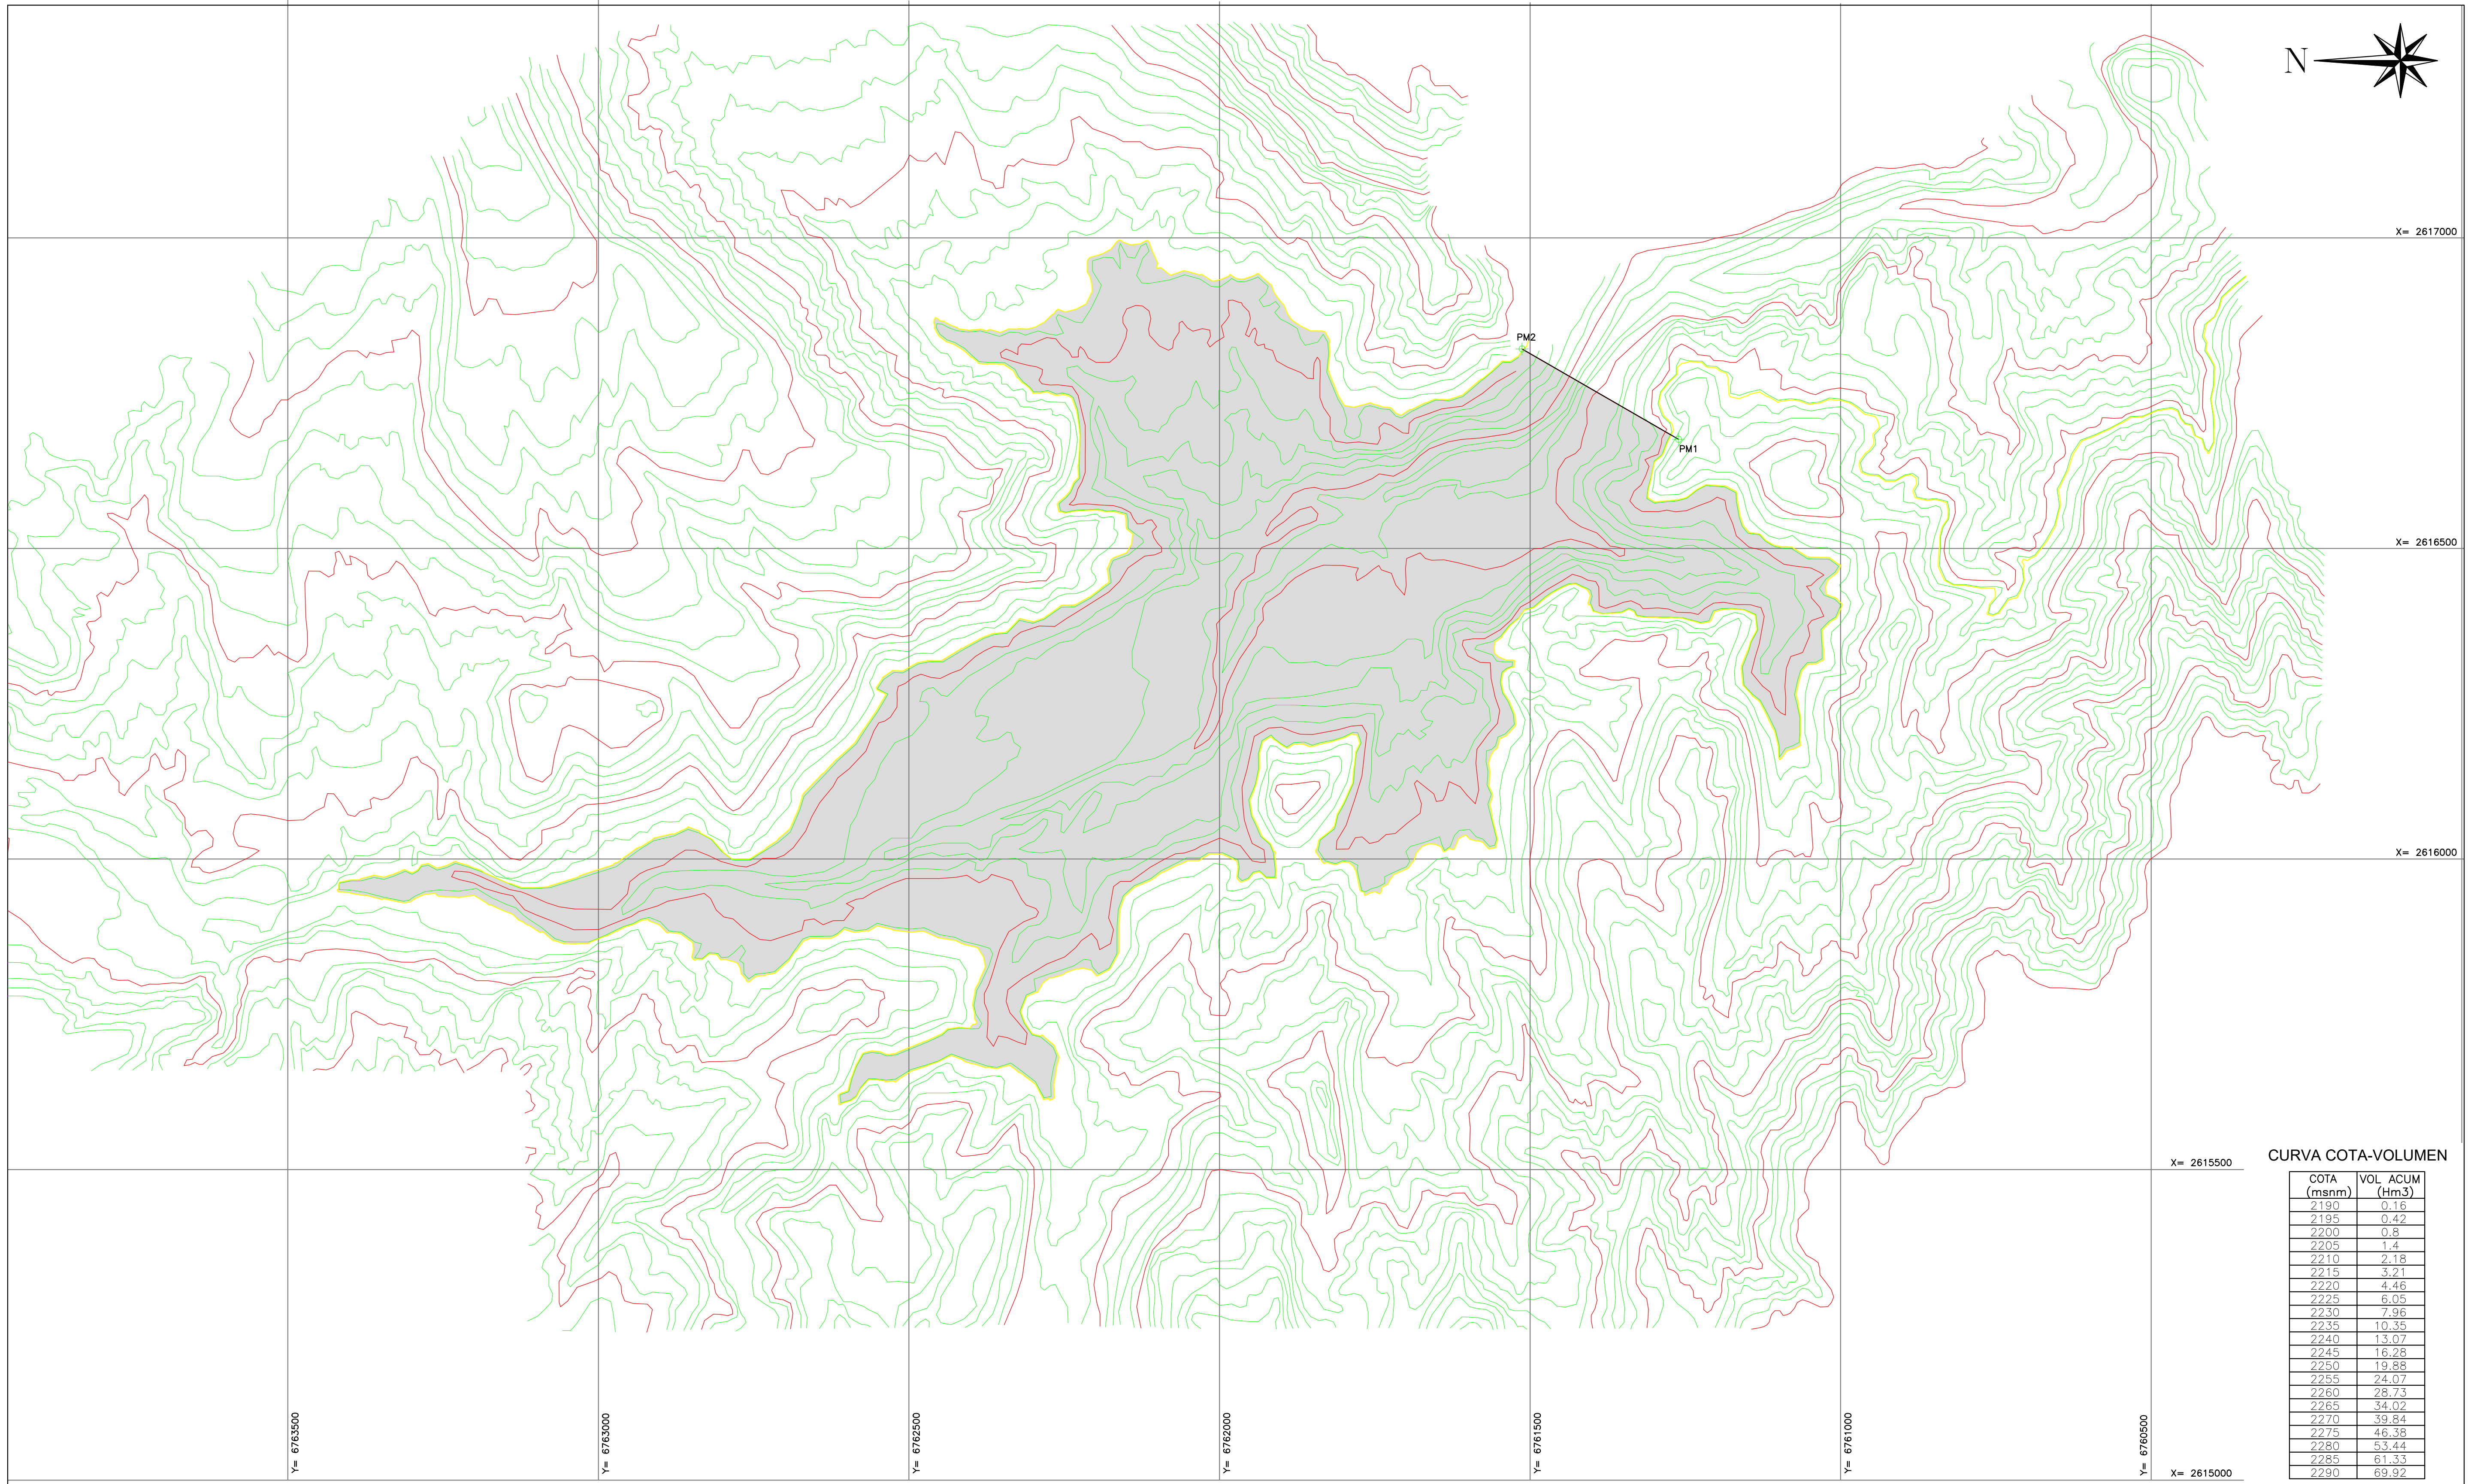 N
X= 2617000
PM2
PM1
X= 2616500
X= 2616000
X= 2615500
CURVA COTA-VOLUMEN
COTA (msnm) VOL ACUM (Hm3)
2190 0.16
2195 0.42
2200 0.8
2205 1.4
2210 2.18
2215 3.21
2220 4.46
2225 6.05
2230 7.96
2235 10.35
2240 13.07
2245 16.28
2250 19.88
2255 24.07
2260 28.73
2265 34.02
2270 39.84
2275 46.38
2280 53.44
2285 61.33
2290 69.92
Y= 6763500
Y= 6763000
Y= 6762500
Y= 6762000
Y= 6761500
Y= 6761000
Y= 6760500
X= 2615000